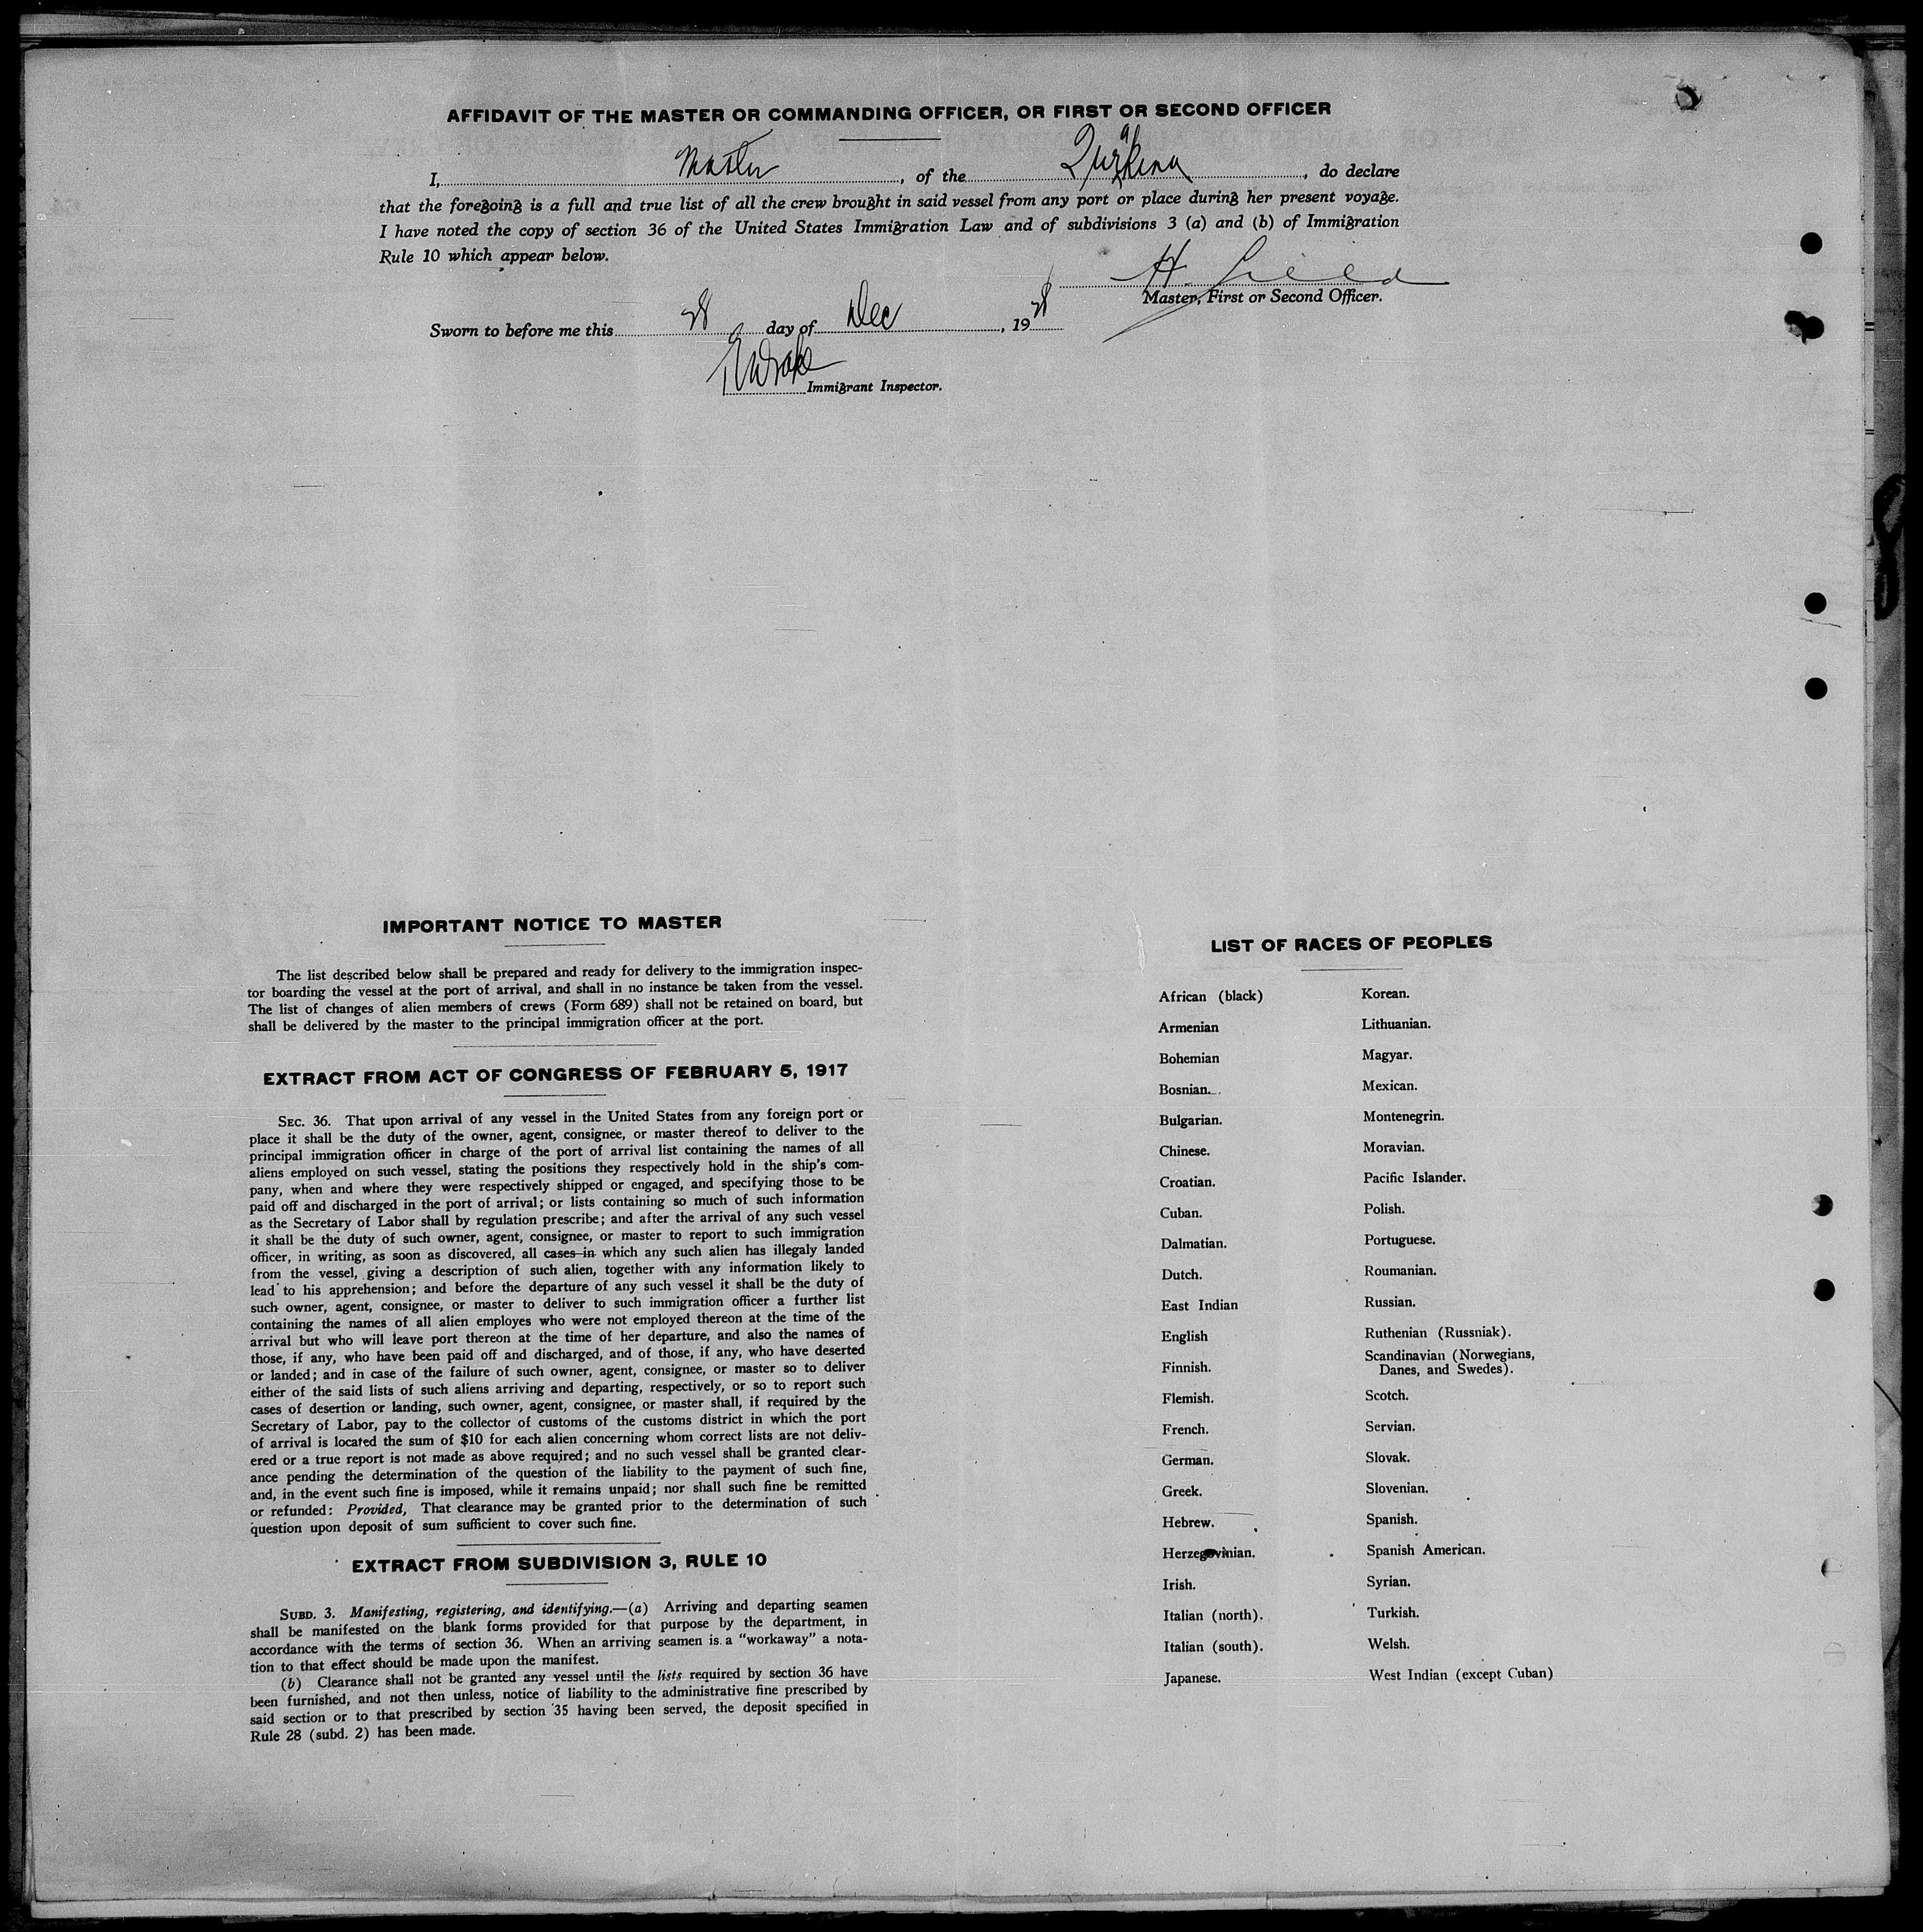 AFFIDAVIT OF THE MASTER OR COMMANDING OFFICER, OR FIRST OR SECOND OFFICER
I, Master, of the , do declare
that the foregoing is a full and true list of all the crew brought in said vessel from any port or place during her present voyage.
I have noted the copy of section 36 of the United States Immigration Law and of subdivisions 3 (a) and (b) of Immigration
Rule 10 which appear below.
H.
Master, First or Second Officer.
Sworn to before me this 28 day of Dec, 1928
Immigrant Inspector.
IMPORTANT NOTICE TO MASTER
The list described below shall be prepared and ready for delivery to the immigration inspec-
tor boarding the vessel at the port of arrival, and shall in no instance be taken from the vessel.
The list of changes of alien members of crews (Form 689) shall not be retained on board, but
shall be delivered by the master to the principal immigration officer at the port.
EXTRACT FROM ACT OF CONGRESS OF FEBRUARY 5, 1917
SEC. 36. That upon arrival of any vessel in the United States from any foreign port or
place it shall be the duty of the owner, agent, consignee, or master thereof to deliver to the
principal immigration officer in charge of the port of arrival list containing the names of all
aliens employed on such vessel, stating the positions they respectively hold in the ship's com-
pany, when and where they were respectively shipped or engaged, and specifying those to be
paid off and discharged in the port of arrival; or lists containing so much of such information
as the Secretary of Labor shall by regulation prescribe; and after the arrival of any such vessel
it shall be the duty of such owner, agent, consignee, or master to report to such immigration
officer, in writing, as soon as discovered, all cases in which any such alien has illegaly landed
from the vessel, giving a description of such alien, together with any information likely to
lead to his apprehension; and before the departure of any such vessel it shall be the duty of
such owner, agent, consignee, or master to deliver to such immigration officer a further list
containing the names of all alien employes who were not employed thereon at the time of the
arrival but who will leave port thereon at the time of her departure, and also the names of
those, if any, who have been paid off and discharged, and of those, if any, who have deserted
or landed; and in case of the failure of such owner, agent, consignee, or master so to deliver
either of the said lists of such aliens arriving and departing, respectively, or so to report such
cases of desertion or landing, such owner, agent, consignee, or master shall, if required by the
Secretary of Labor, pay to the collector of customs of the customs district in which the port
of arrival is located the sum of $10 for each alien concerning whom correct lists are not deliv-
ered or a true report is not made as above required; and no such vessel shall be granted clear-
ance pending the determination of the question of the liability to the payment of such fine,
and, in the event such fine is imposed, while it remains unpaid; nor shall such fine be remitted
or refunded: Provided, That clearance may be granted prior to the determination of such
question upon deposit of sum sufficient to cover such fine.
EXTRACT FROM SUBDIVISION 3, RULE 10
SUBD. 3. Manifesting, registering, and identifying.—(a) Arriving and departing seamen
shall be manifested on the blank forms provided for that purpose by the department, in
accordance with the terms of section 36. When an arriving seamen is a "workaway" a nota-
tion to that effect should be made upon the manifest.
(b) Clearance shall not be granted any vessel until the lists required by section 36 have
been furnished, and not then unless, notice of liability to the administrative fine prescribed by
said section or to that prescribed by section 35 having been served, the deposit specified in
Rule 28 (subd. 2) has been made.
LIST OF RACES OF PEOPLES
African (black)
Armenian
Bohemian
Bosnian.
Bulgarian.
Chinese.
Croatian.
Cuban.
Dalmatian.
Dutch.
East Indian
English
Finnish.
Flemish.
French.
German.
Greek.
Hebrew.
Herzegovinian.
Irish.
Italian (north).
Italian (south).
Japanese.
Korean.
Lithuanian.
Magyar.
Mexican.
Montenegrin.
Moravian.
Pacific Islander.
Polish.
Portuguese.
Roumanian.
Russian.
Ruthenian (Russniak).
Scandinavian (Norwegians,
Danes, and Swedes).
Scotch.
Servian.
Slovak.
Slovenian.
Spanish.
Spanish American.
Syrian.
Turkish.
Welsh.
West Indian (except Cuban)